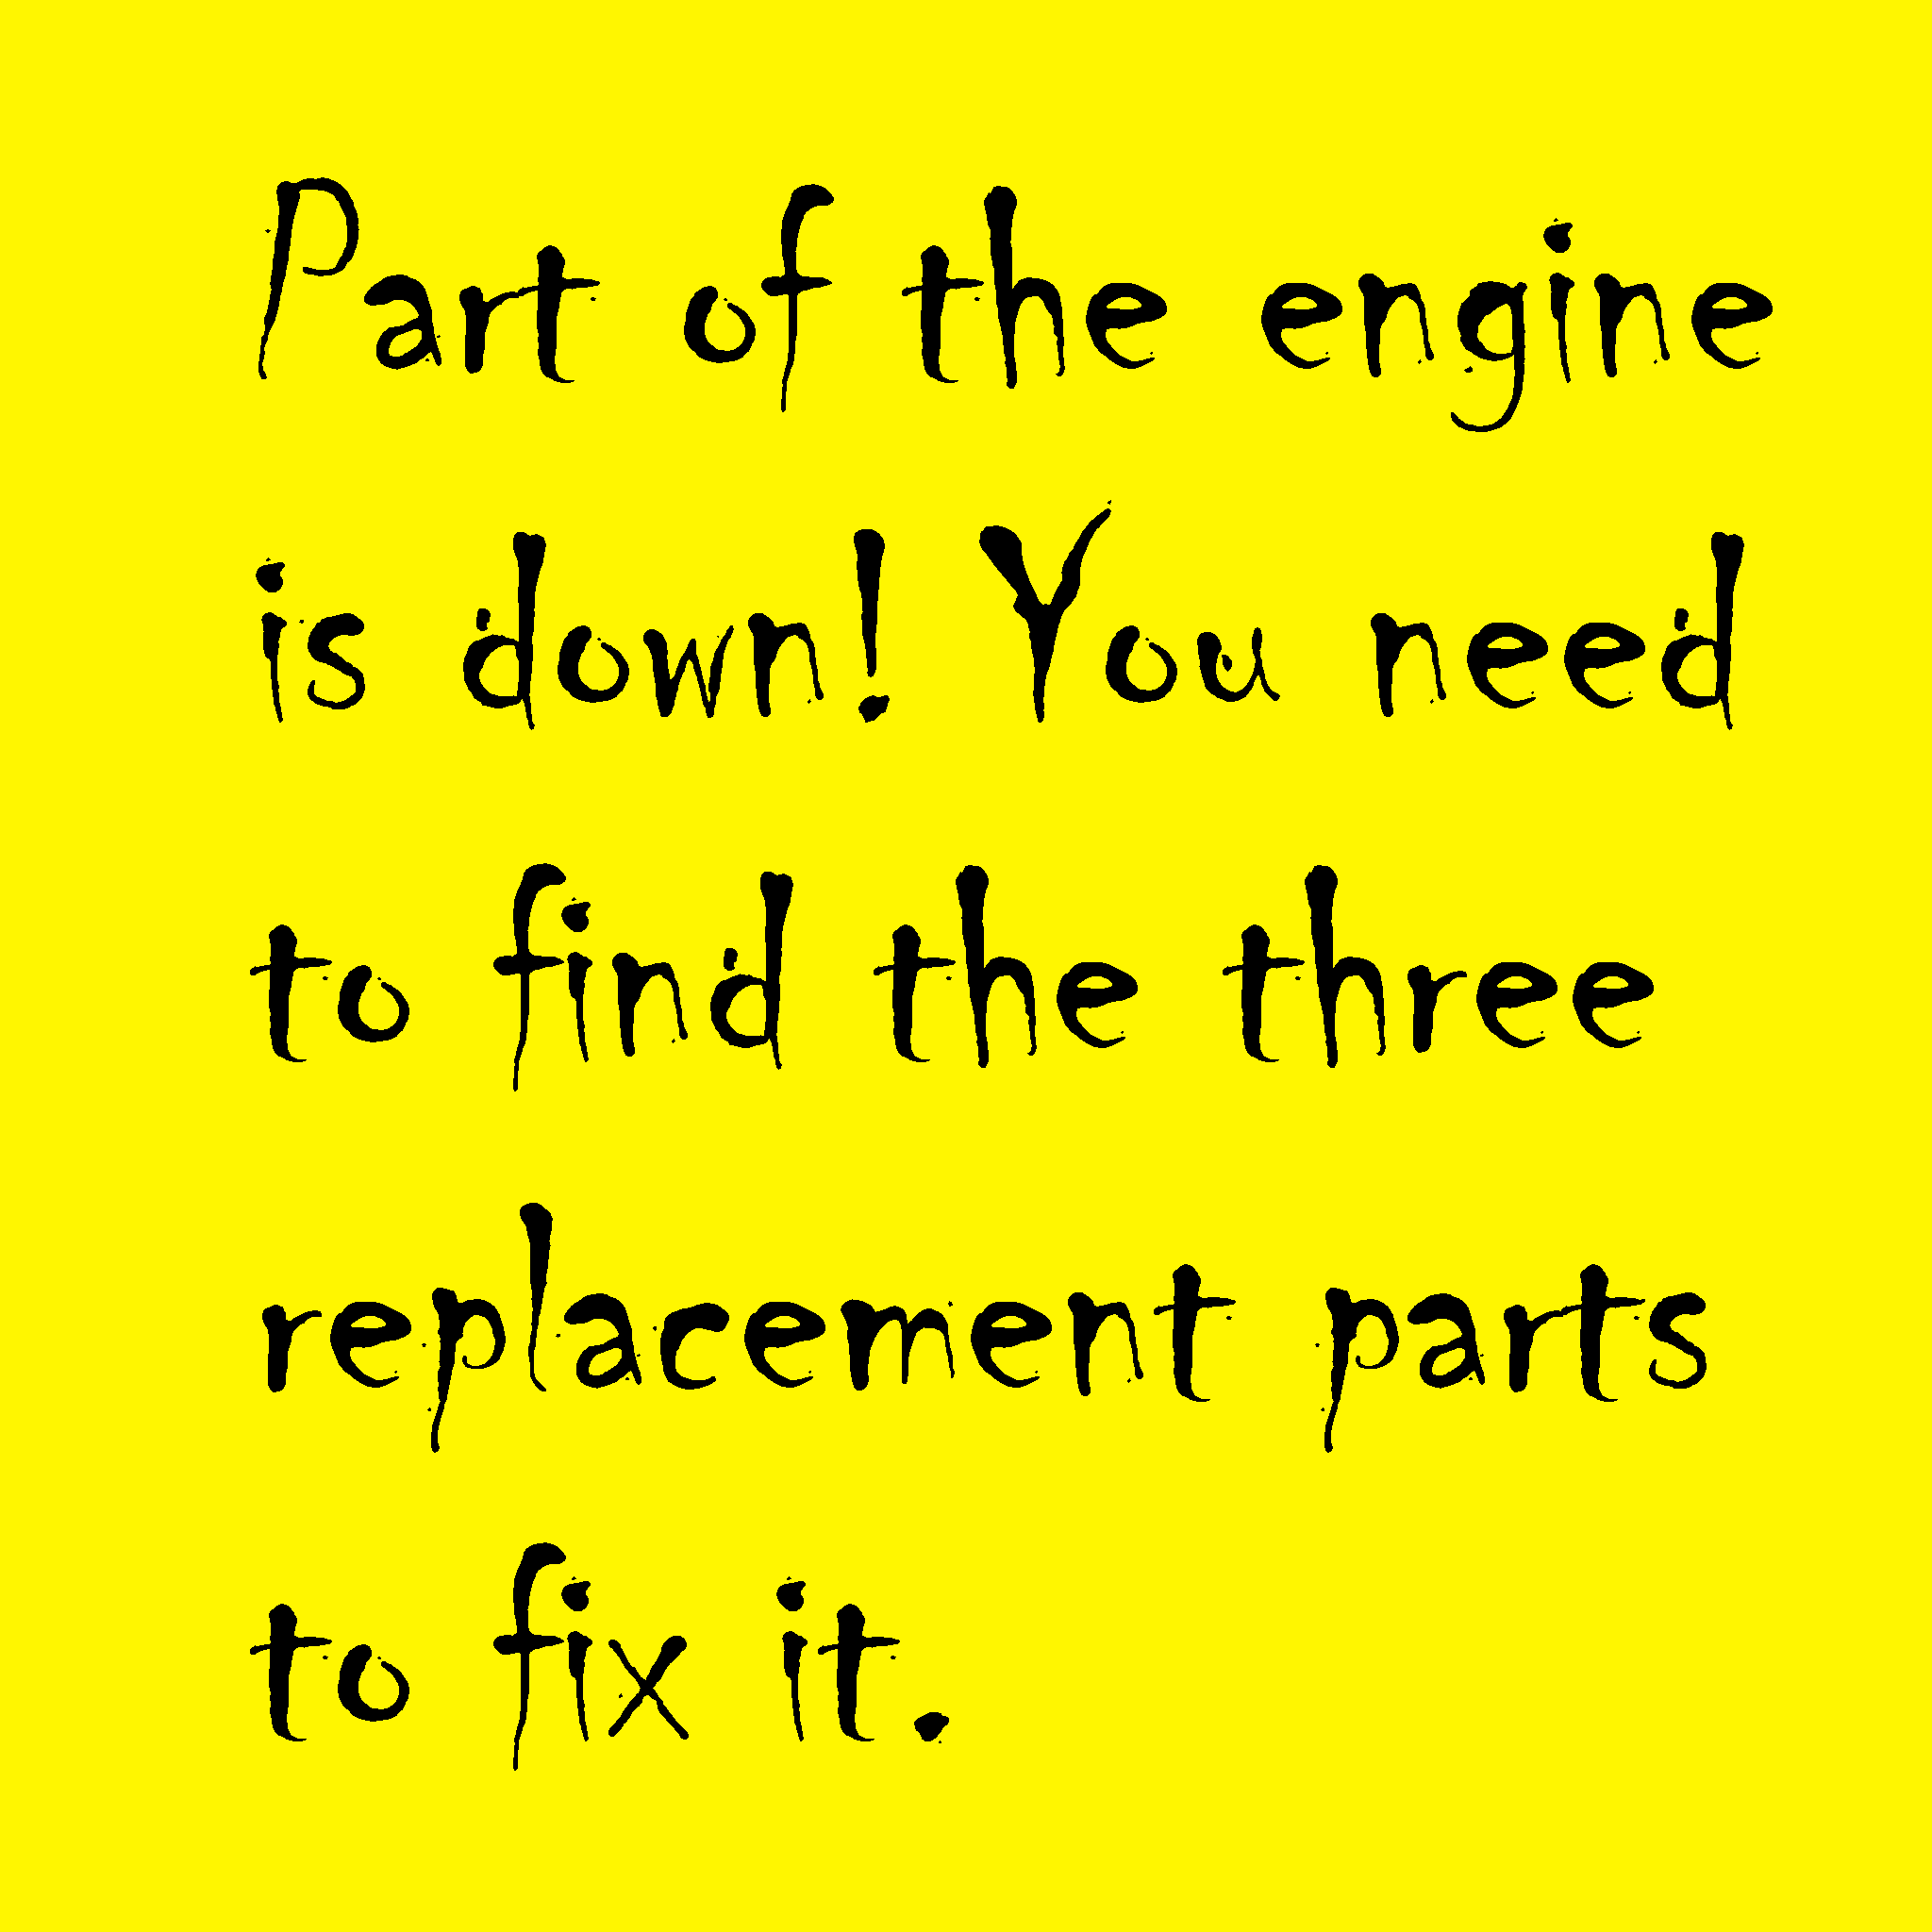 Part of the engine
is down! You need
to find the three
replacement parts
to fix it.